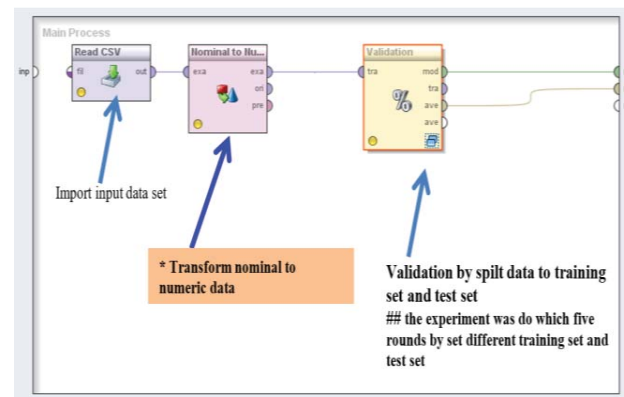 Main Process
Read CSV
Nominal to Nu...
Validation
inp
fil
out
exa
exa
ori
pre
tra
mod
tra
ave
ave
%
Import input data set
* Transform nominal to
numeric data
Validation by spilt data to training
set and test set
## the experiment was do which five
rounds by set different training set and
test set